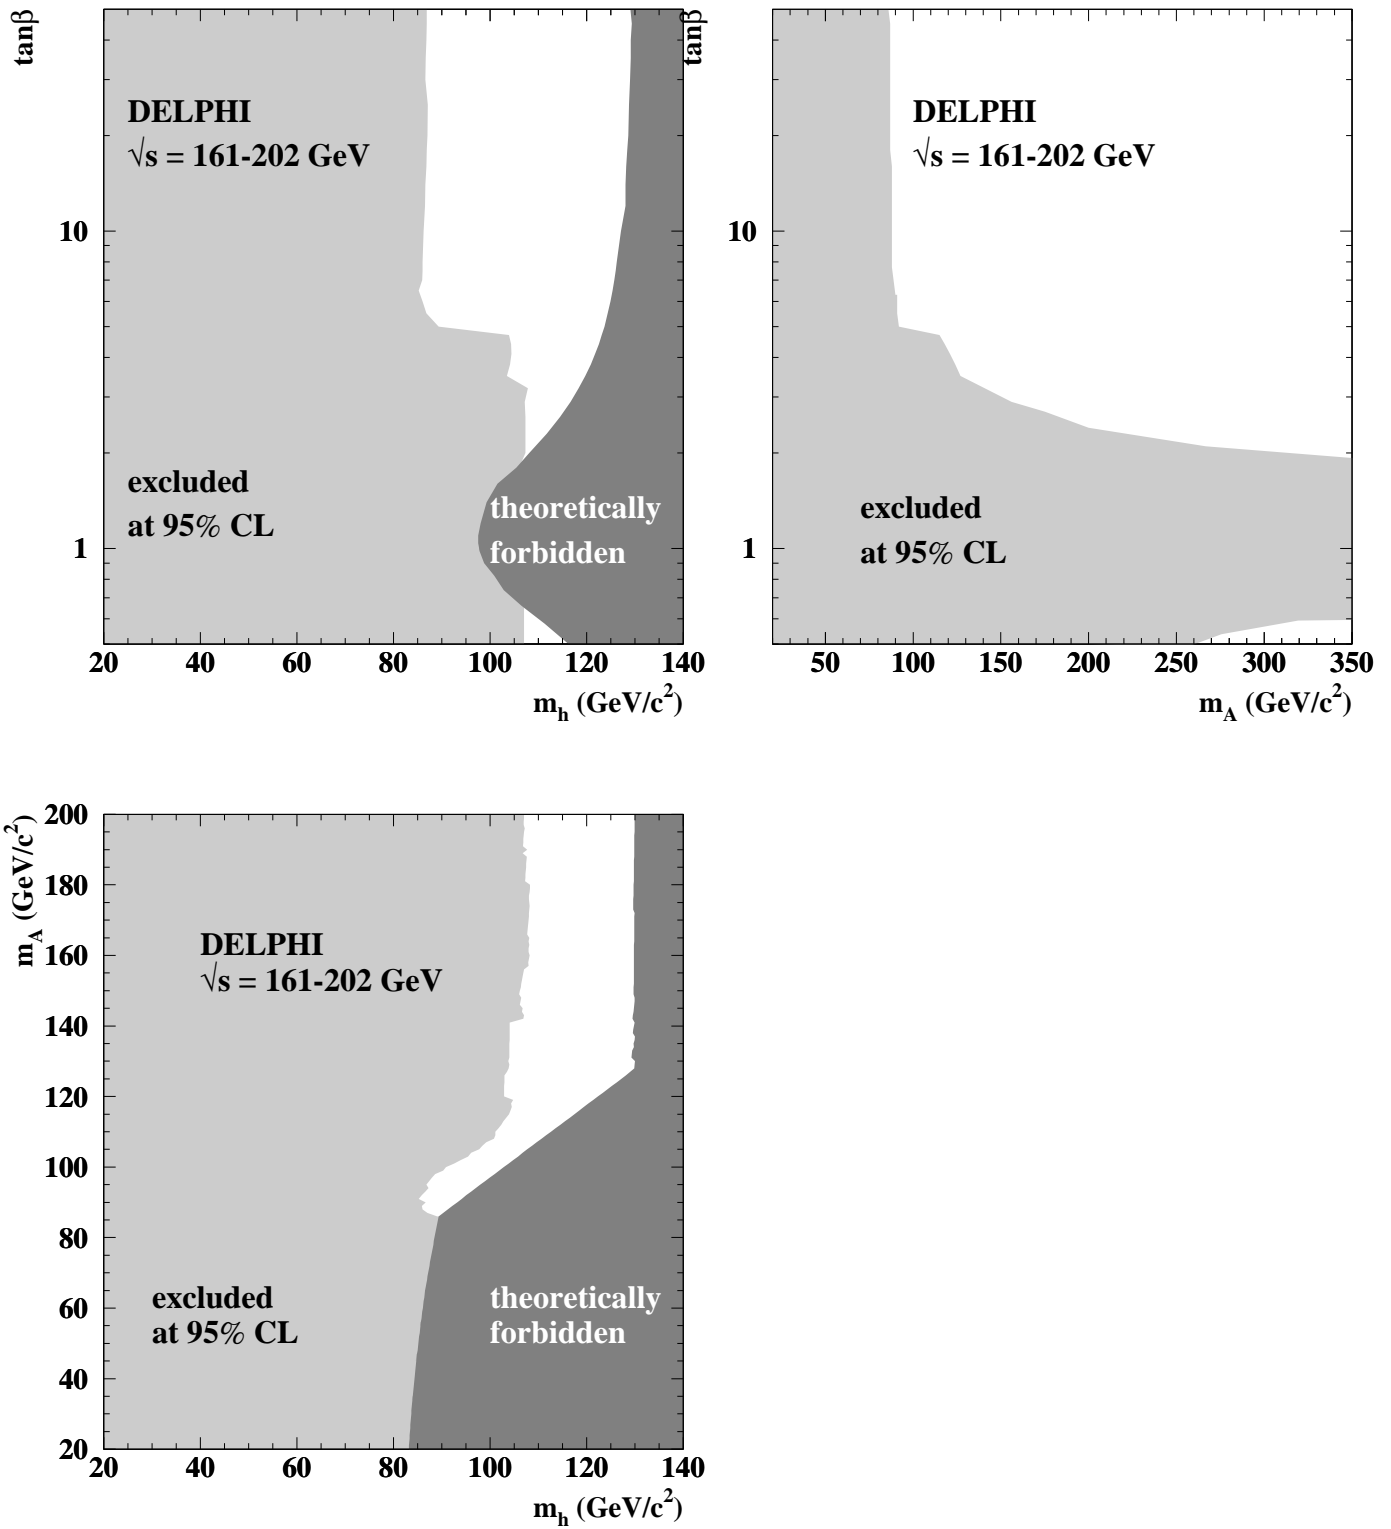 tanβ
DELPHI
√s = 161-202 GeV
10
excluded
at 95% CL
theoretically
forbidden
1
20 40 60 80 100 120 140
m_h (GeV/c²)
tanβ
DELPHI
√s = 161-202 GeV
10
excluded
at 95% CL
1
50 100 150 200 250 300 350
m_A (GeV/c²)
m_A (GeV/c²)
200
180
160
140
120
100
80
60
40
20
DELPHI
√s = 161-202 GeV
excluded
at 95% CL
theoretically
forbidden
20 40 60 80 100 120 140
m_h (GeV/c²)